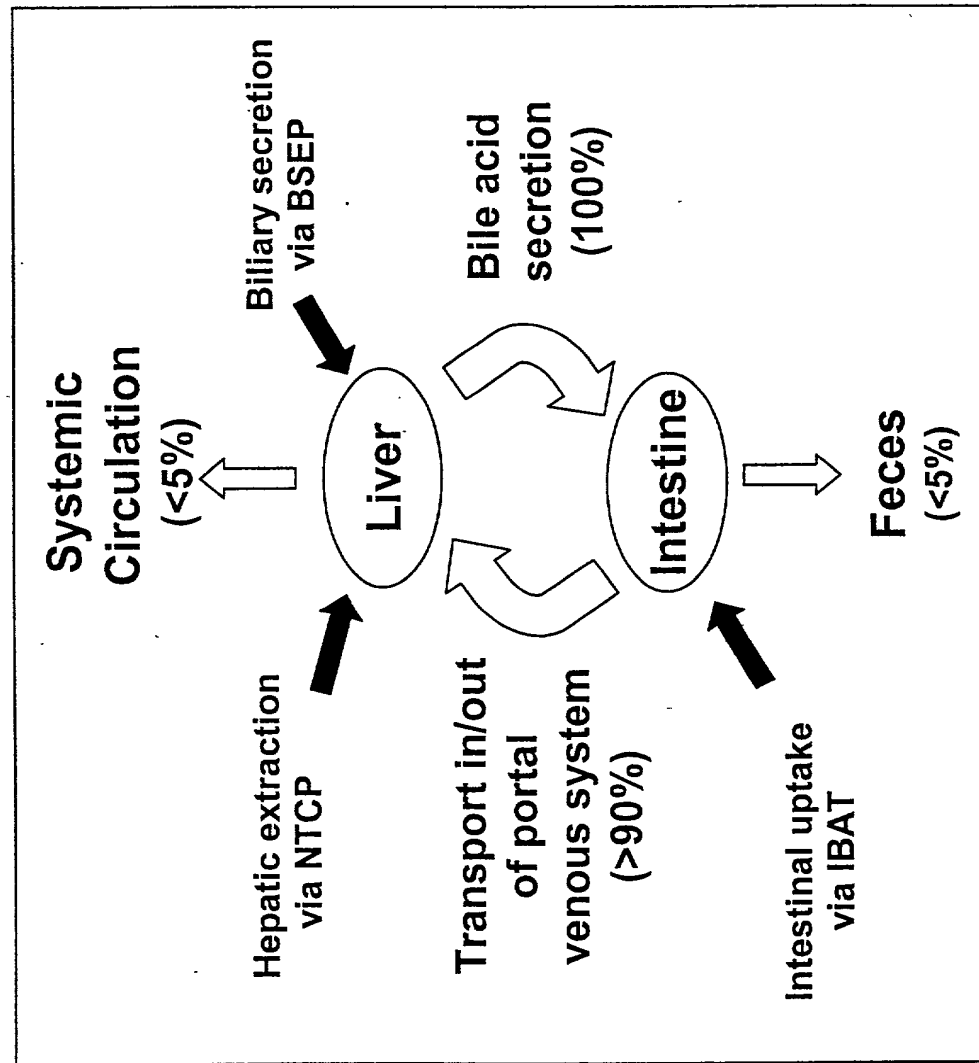 Systemic
Circulation
(<5%)
Hepatic extraction
via NTCP
Biliary secretion
via BSEP
Liver
Transport in/out
of portal
venous system
(>90%)
Bile acid
secretion
(100%)
Intestine
Intestinal uptake
via IBAT
Feces
(<5%)